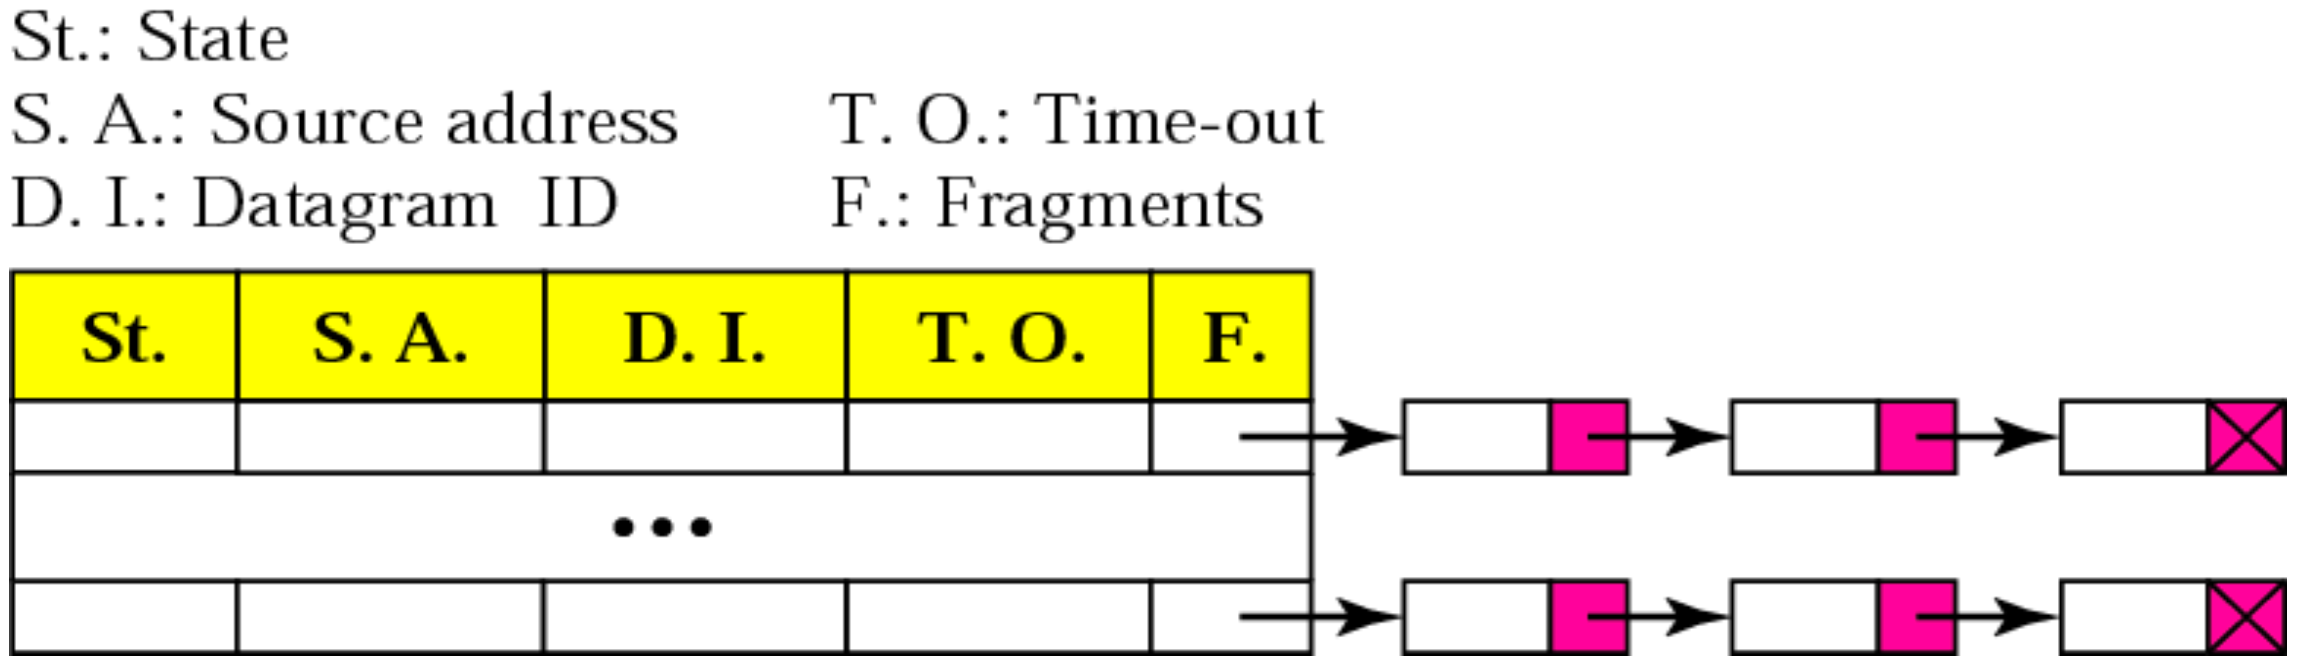 St.: State
S. A.: Source address T. O.: Time-out
D. I.: Datagram ID F.: Fragments
St. S. A. D. I. T. O. F.
•••